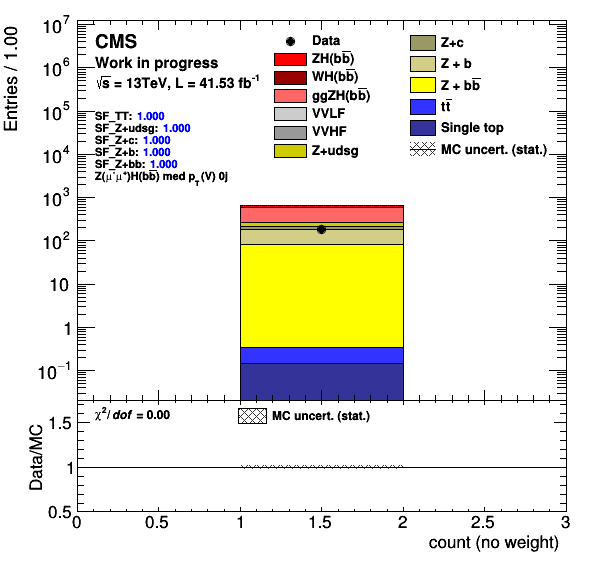 CMS
Work in progress
√s = 13TeV, L = 41.53 fb⁻¹
SF_TT: 1.000
SF_Z+udsg: 1.000
SF_Z+c: 1.000
SF_Z+b: 1.000
SF_Z+bb: 1.000
Z(μ⁻μ⁺)H(bb̅) med p_T(V) 0j
Data
ZH(bb̅)
WH(bb̅)
ggZH(bb̅)
VVLF
VVHF
Z+udsg
Z+c
Z + b
Z + bb̅
tt̅
Single top
MC uncert. (stat.)
Entries / 1.00
10⁷
10⁶
10⁵
10⁴
10³
10²
10
1
10⁻¹
χ²/dof = 0.00
MC uncert. (stat.)
Data/MC
1.5
1
0.5
0 0.5 1 1.5 2 2.5 3
count (no weight)